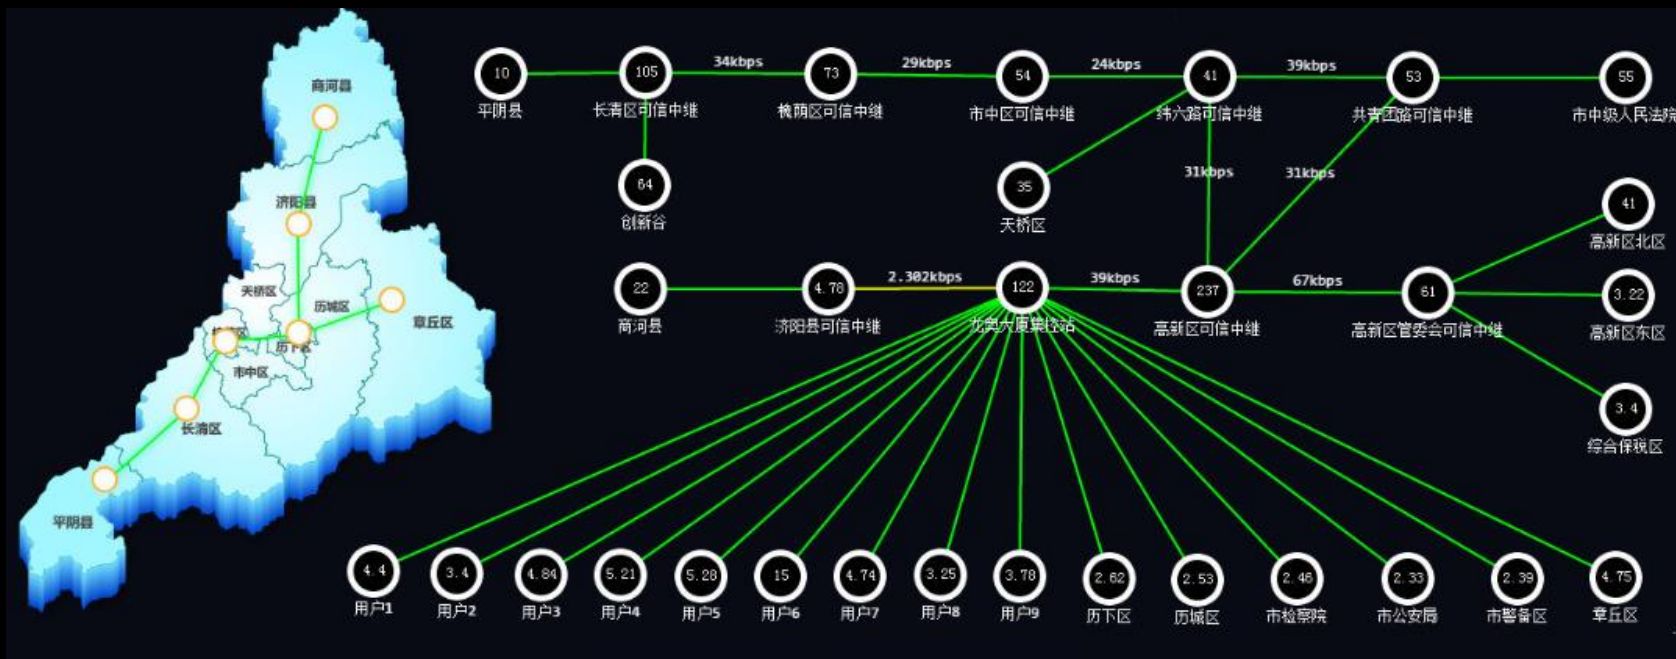 商河县
济阳县
天桥区
历城区
章丘区
历下区
市中区
长清区
平阴县
34kbps
29kbps
24kbps
39kbps
10
105
73
54
41
53
55
平阴县
长清区可信中继
槐荫区可信中继
市中区可信中继
纬六路可信中继
共青团路可信中继
市中级人民法院
31kbps
31kbps
64
35
41
创新谷
天桥区
高新区北区
2.302kbps
39kbps
67kbps
22
4.78
122
237
61
3.22
商河县
济阳县可信中继
龙奥大厦集控站
高新区可信中继
高新区管委会可信中继
高新区东区
3.4
综合保税区
4.4
3.4
4.84
5.21
5.28
15
4.74
3.25
3.78
2.62
2.53
2.46
2.33
2.39
4.75
用户1
用户2
用户3
用户4
用户5
用户6
用户7
用户8
用户9
历下区
历城区
市检察院
市公安局
市警备区
章丘区